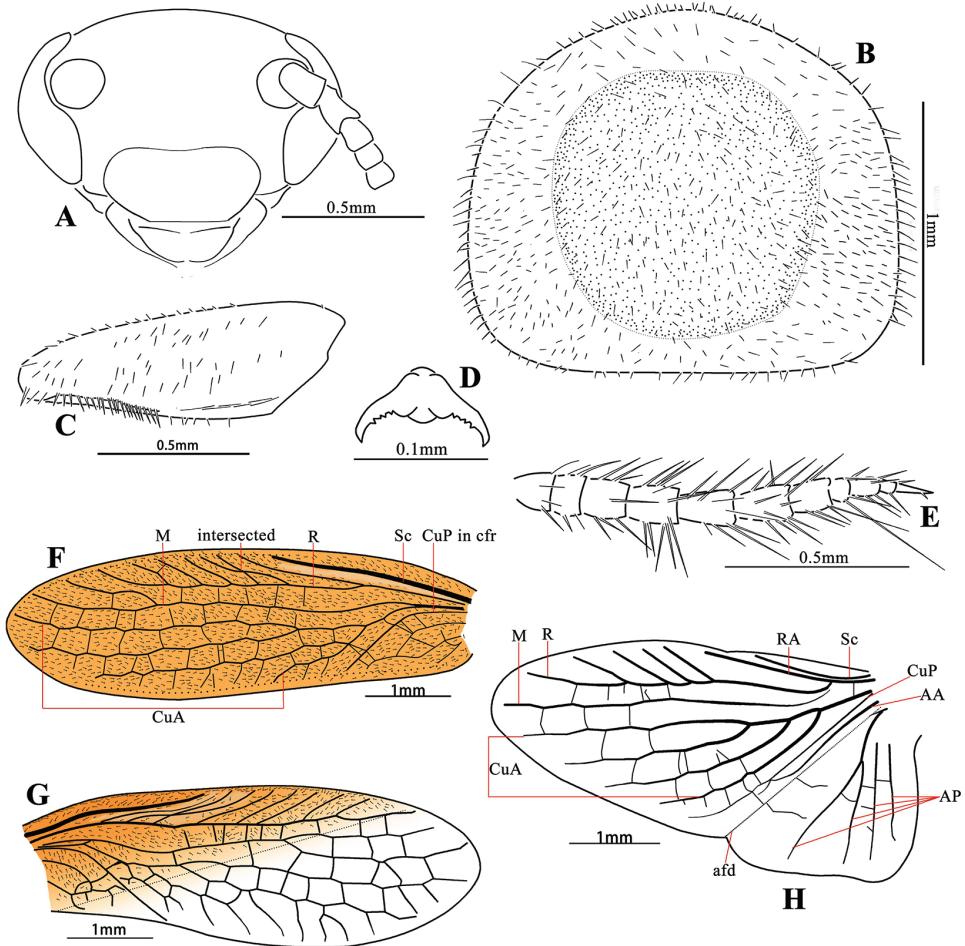 A
0.5mm
B
1mm
C
0.5mm
D
0.1mm
E
0.5mm
F
M intersected R Sc CuP in cfr
CuA
1mm
G
1mm
M R RA Sc
CuP
AA
CuA
AP
1mm
afd
H